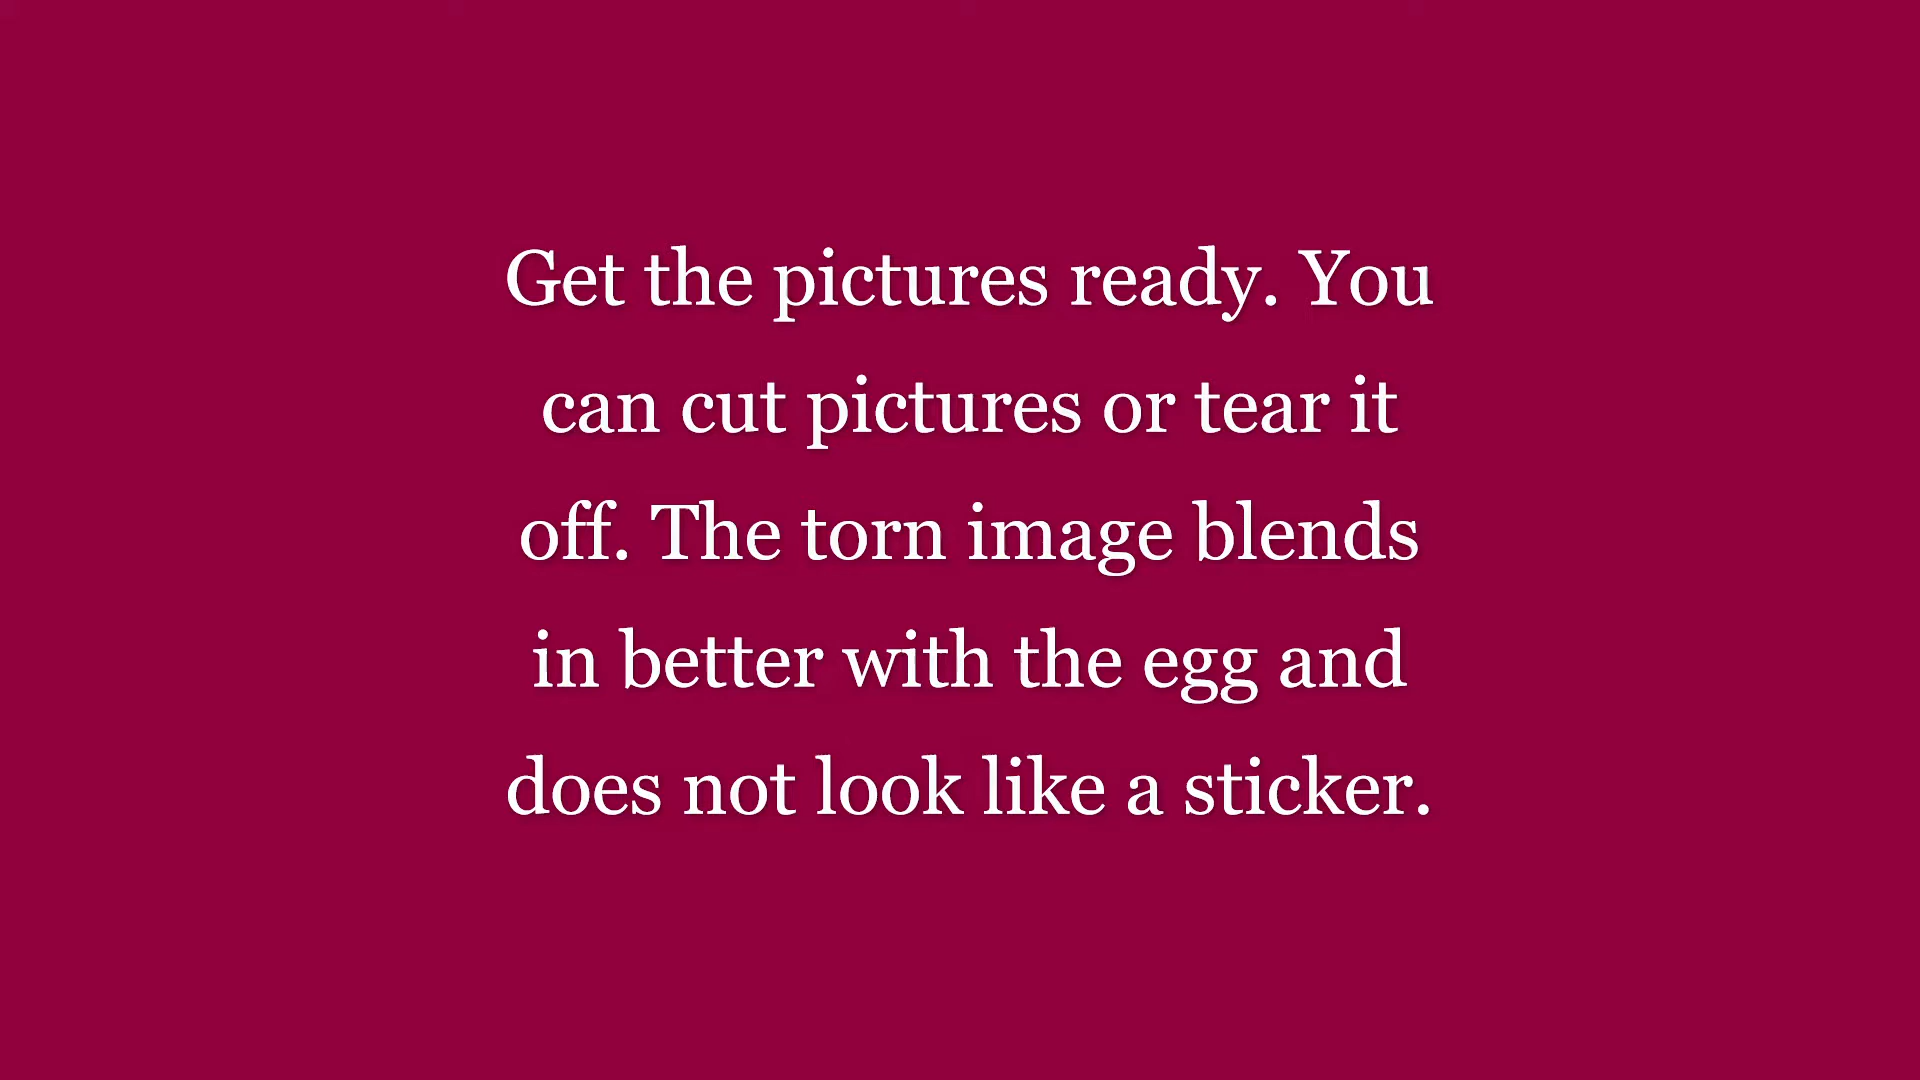 Get the pictures ready. You
can cut pictures or tear it
off. The torn image blends
in better with the egg and
does not look like a sticker.